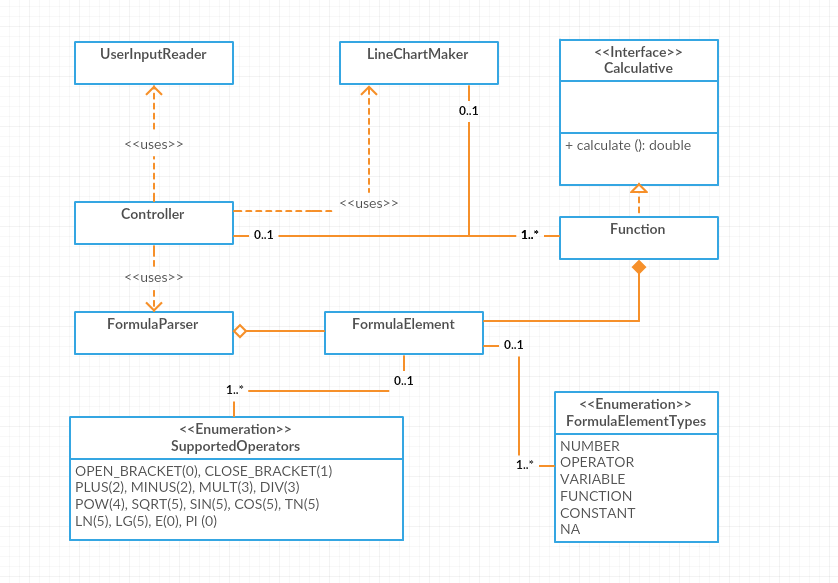 UserInputReader
LineChartMaker
<<Interface>>
Calculative
0..1
+ calculate (): double
<<uses>>
<<uses>>
Controller
Function
0..1
1..*
<<uses>>
FormulaParser
FormulaElement
0..1
0..1
1..*
<<Enumeration>>
FormulaElementTypes
NUMBER
OPERATOR
VARIABLE
FUNCTION
CONSTANT
NA
<<Enumeration>>
SupportedOperators
OPEN_BRACKET(0), CLOSE_BRACKET(1)
PLUS(2), MINUS(2), MULT(3), DIV(3)
POW(4), SQRT(5), SIN(5), COS(5), TN(5)
LN(5), LG(5), E(0), PI (0)
1..*